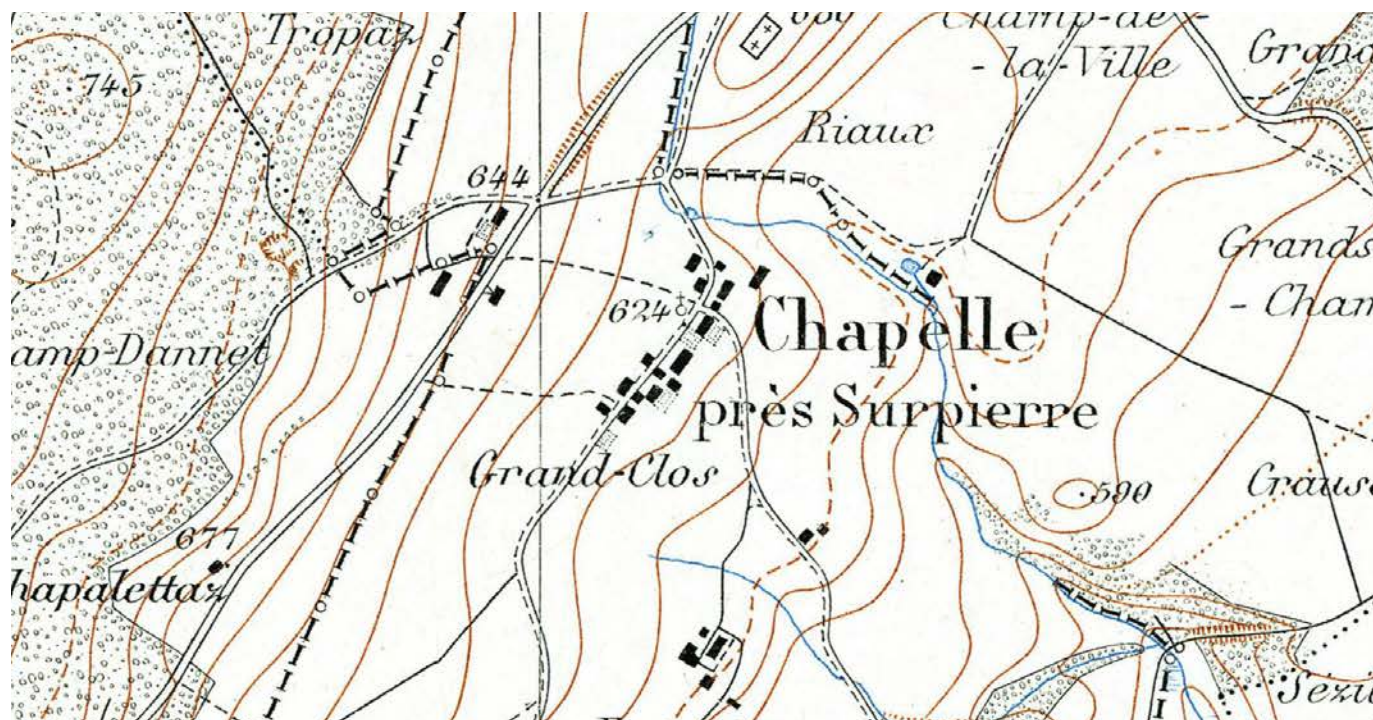 Tropaz
Champ-de-
- la-Ville
Grand
745
Riaux
644
Grands
- Cham
624
Chapelle
amp-Dannet
près Surpierre
Grand-Clos
590
677
hapalettaz